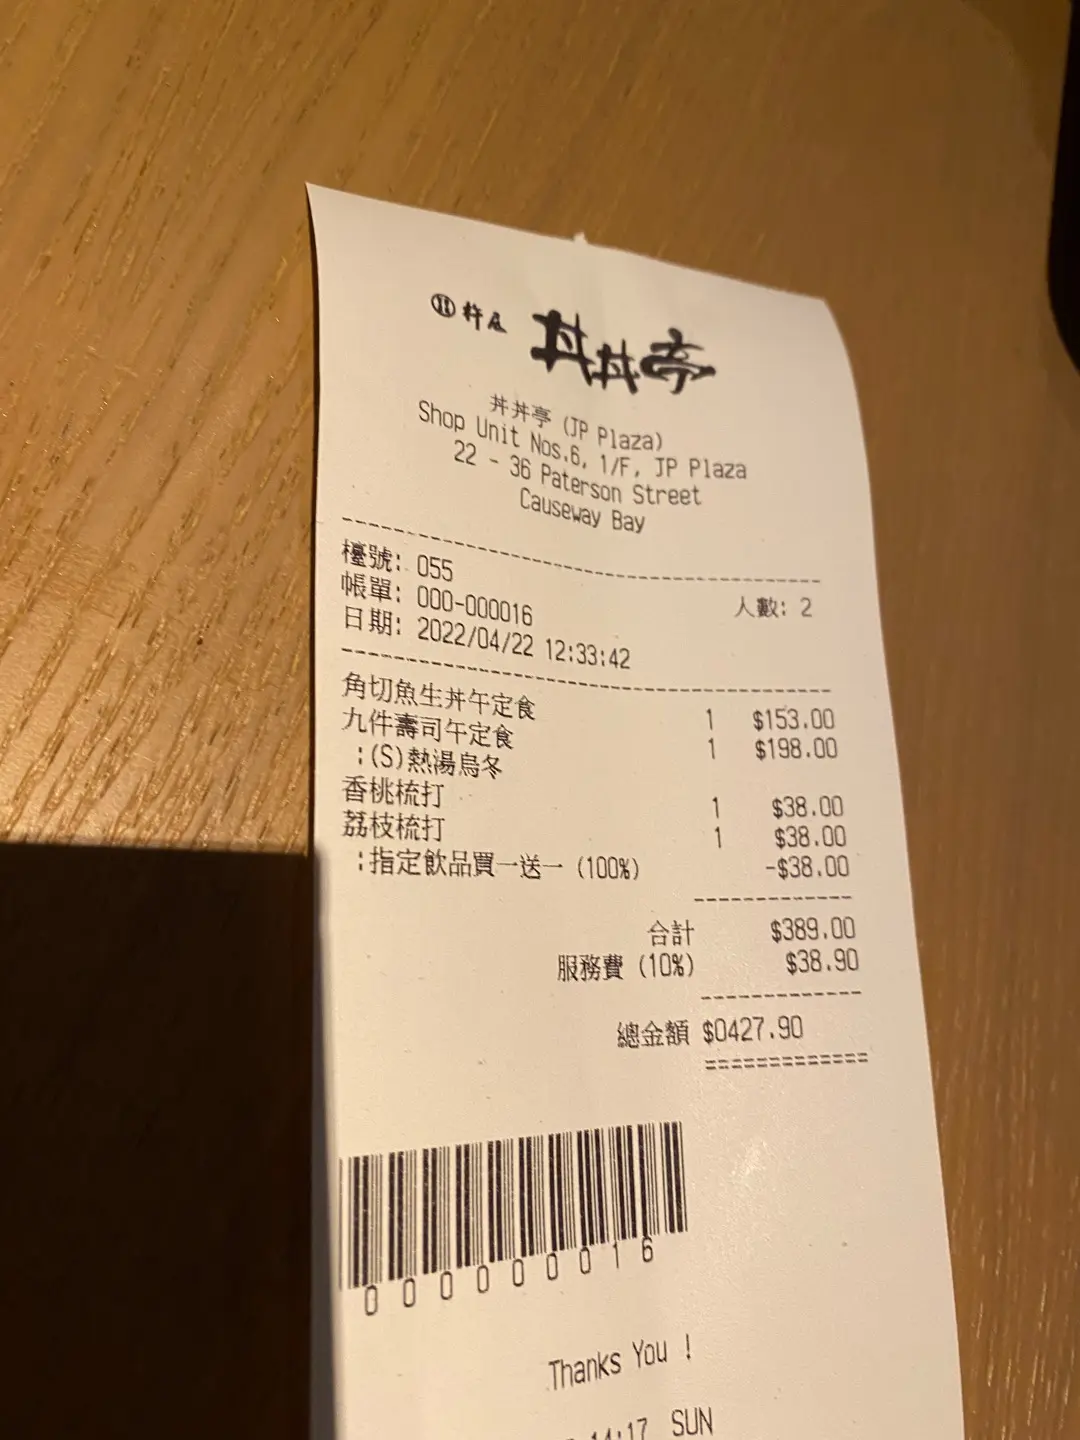 杵屋 丼丼亭
丼丼亭 (JP Plaza)
Shop Unit Nos.6, 1/F, JP Plaza
22 - 36 Paterson Street
Causeway Bay
檯號: 055 人數: 2
帳單: 000-000016
日期: 2022/04/22 12:33:42
角切魚生丼午定食 1 $153.00
九件壽司午定食 1 $198.00
:(S)熱湯烏冬
香桃梳打 1 $38.00
荔枝梳打 1 $38.00
:指定飲品買一送一 (100%) -$38.00
合計 $389.00
服務費 (10%) $38.90
總金額 $0427.90
=============
000000016
Thanks You !
14:17 SUN